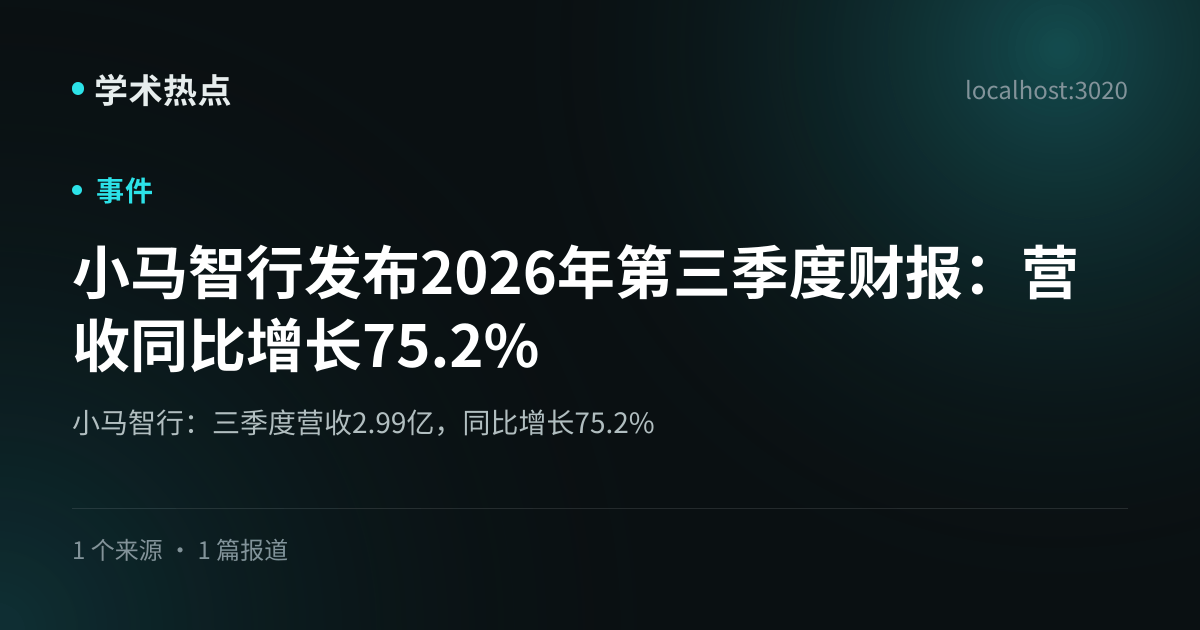 学术热点
localhost:3020
事件
小马智行发布2026年第三季度财报：营
收同比增长75.2%
小马智行：三季度营收2.99亿，同比增长75.2%
1 个来源 · 1 篇报道